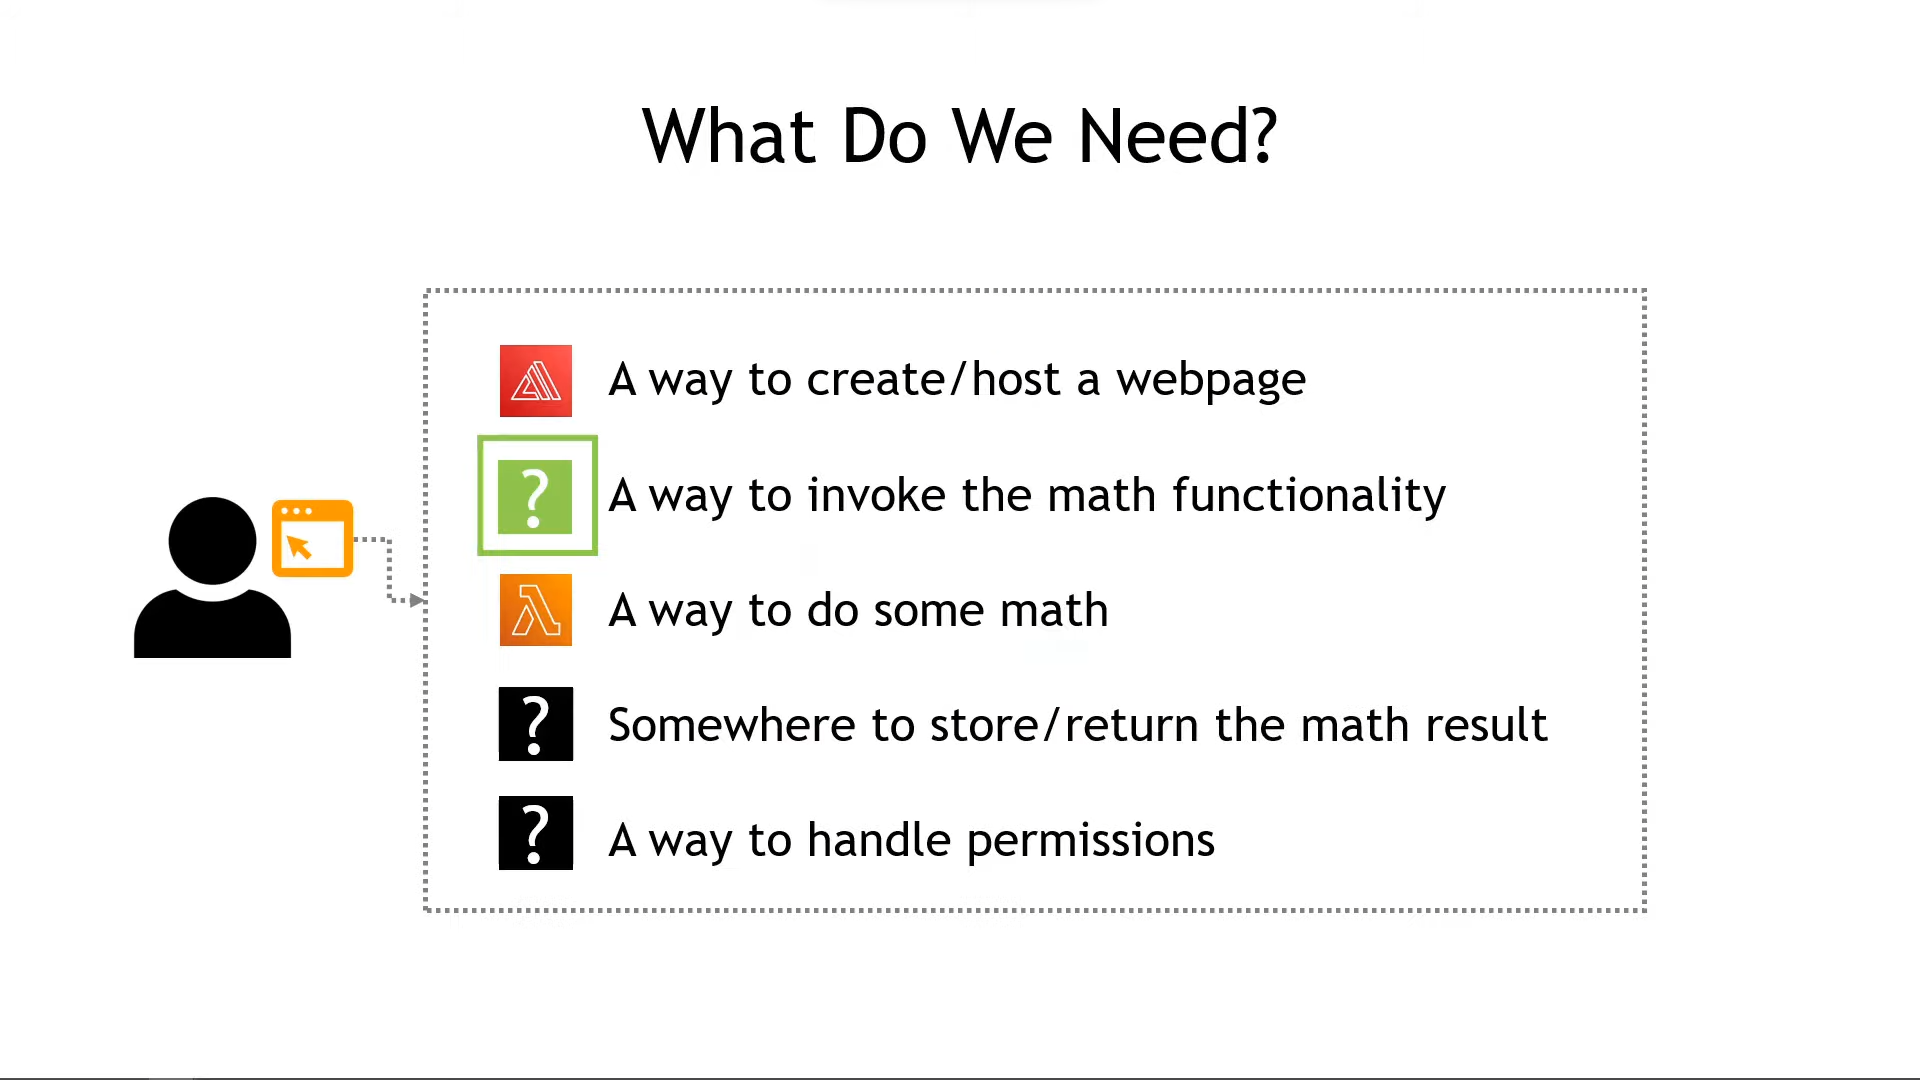 What Do We Need?
A way to create/host a webpage
? A way to invoke the math functionality
A way to do some math
? Somewhere to store/return the math result
? A way to handle permissions